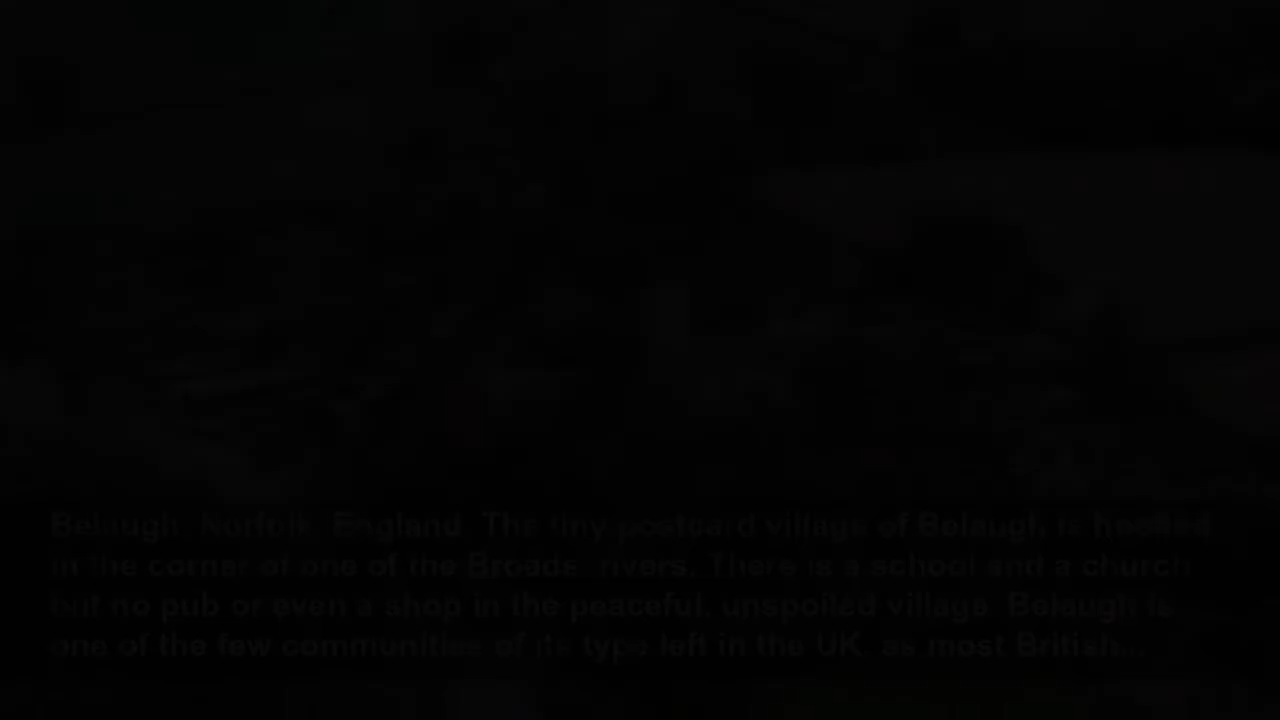 Belaugh, Norfolk, England. The tiny postcard village of Belaugh is
in the corner of one of the Broads' rivers. There is a school and a church
but no pub or even a shop in the peaceful, unspoiled village. Belaugh is
one of the few communities of its type left in the UK, as most British...